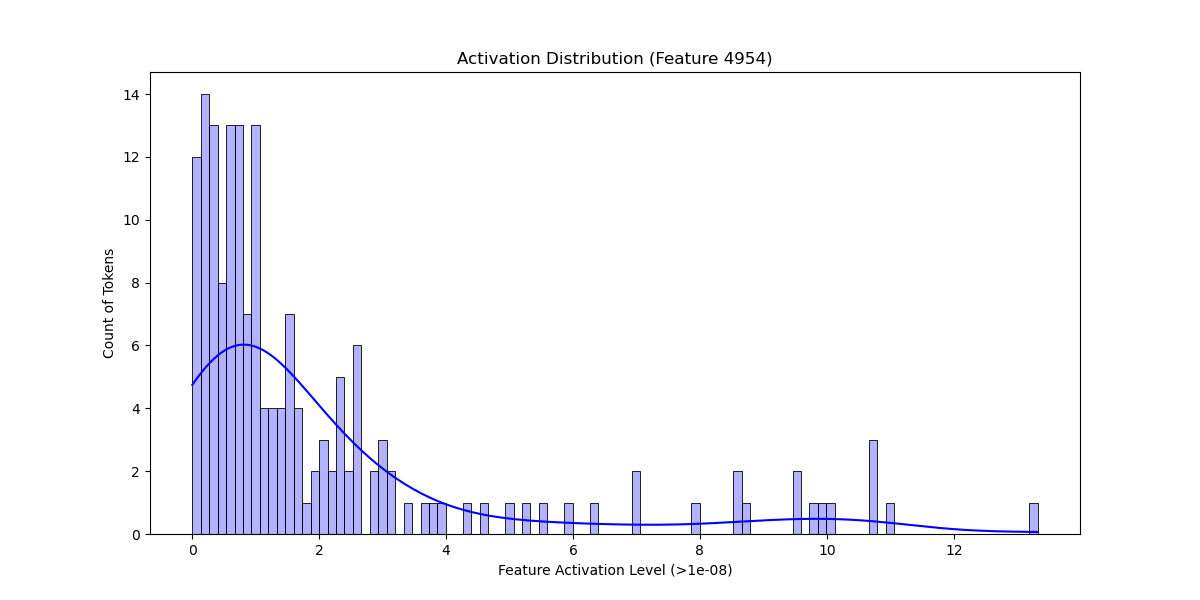 Activation Distribution (Feature 4954)
14
12
10
8
6
4
2
0
Count of Tokens
0 2 4 6 8 10 12
Feature Activation Level (>1e-08)